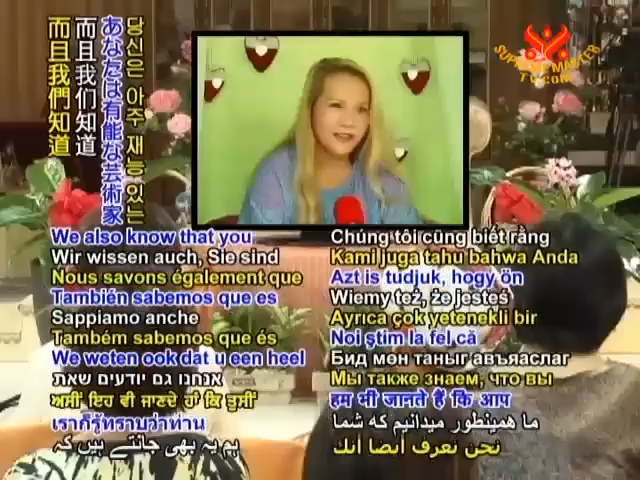 SUPREME MASTER
TV.COM
당신은 아주 재능 있는
あなたは有能な芸術家
而且我们知道
而且我們知道
We also know that you
Wir wissen auch, Sie sind
Nous savons également que
También sabemos que es
Sappiamo anche
Também sabemos que és
We weten ook dat u een heel
אנחנו גם יודעים שאת
ਅਸੀਂ ਇਹ ਵੀ ਜਾਣਦੇ ਹਾਂ ਕਿ ਤੁਸੀਂ
เราก็รู้ทราบว่าท่าน
ہم یہ بھی جانتے ہیں کہ
Chúng tôi cũng biết rằng
Kami juga tahu bahwa Anda
Azt is tudjuk, hogy ön
Wiemy też, że jesteś
Ayrıca çok yetenekli bir
Noi ştim la fel că
Бид мөн таныг авъяаслаг
Мы также знаем, что вы
हम भी जानते हैं कि आप
ما همینطور میدانیم که شما
نحن نعرف أيضا أنك